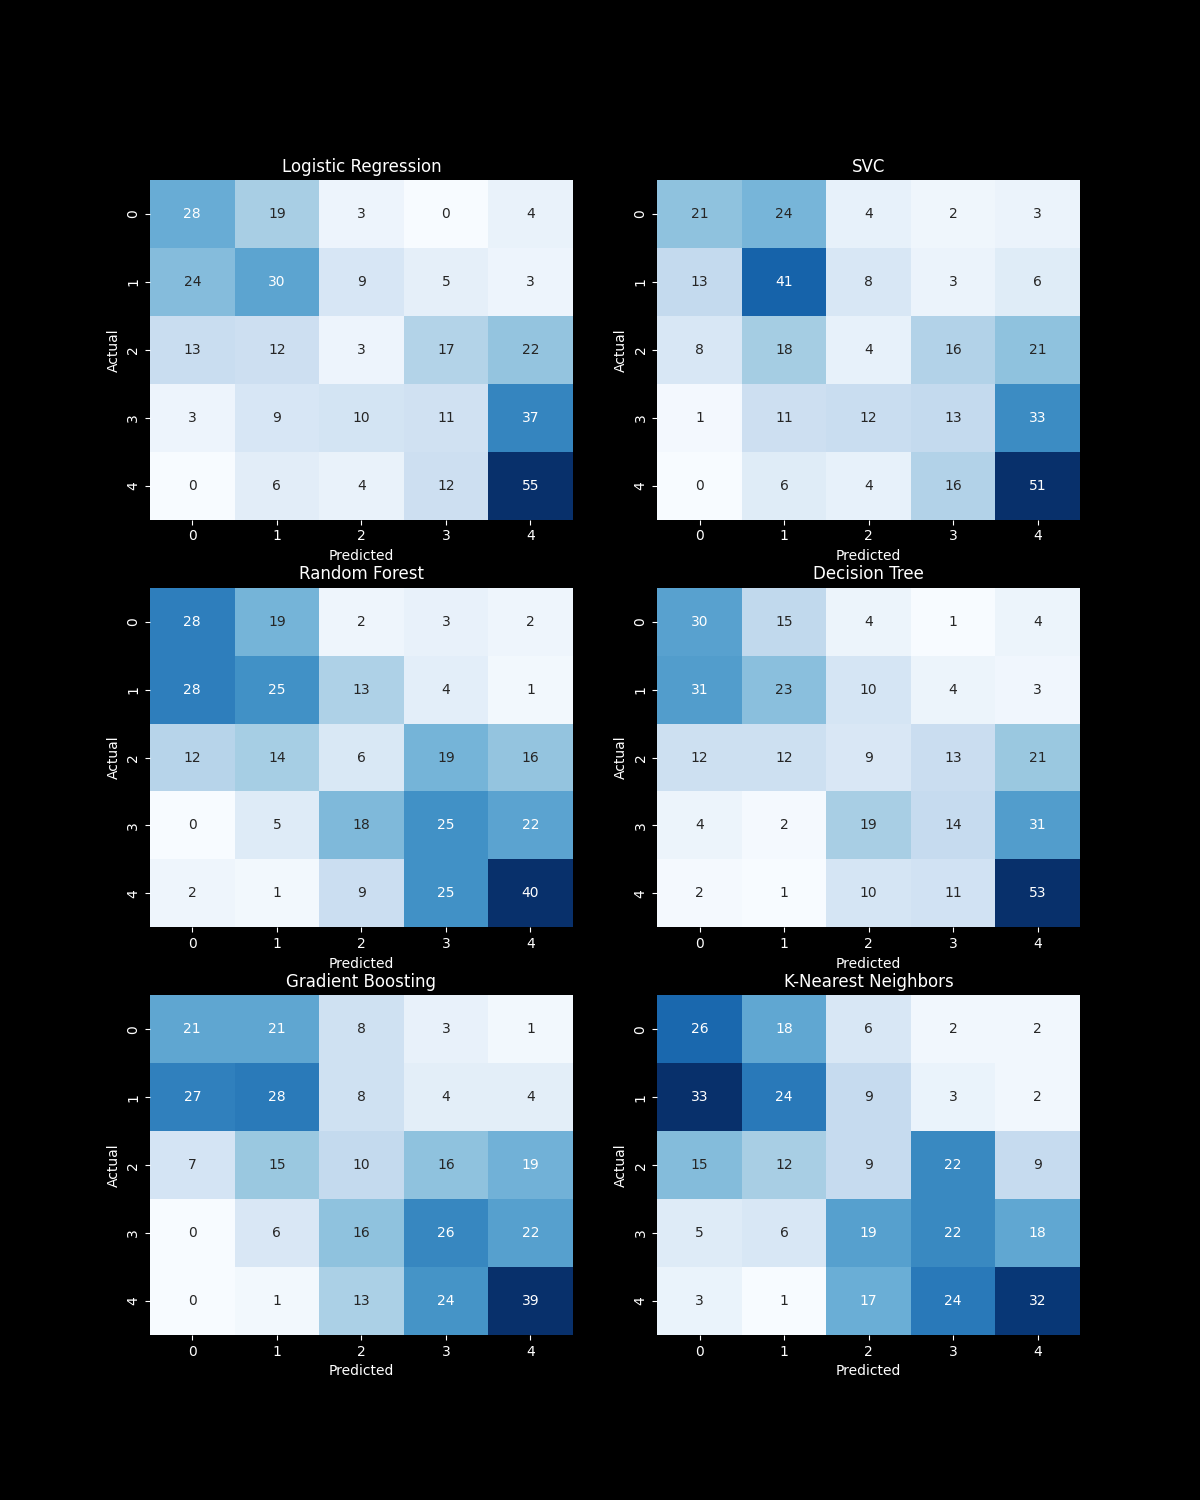 Logistic Regression
0 28 19 3 0 4
1 24 30 9 5 3
Actual
2 13 12 3 17 22
3 3 9 10 11 37
4 0 6 4 12 55
0 1 2 3 4
Predicted
SVC
0 21 24 4 2 3
1 13 41 8 3 6
Actual
2 8 18 4 16 21
3 1 11 12 13 33
4 0 6 4 16 51
0 1 2 3 4
Predicted
Random Forest
0 28 19 2 3 2
1 28 25 13 4 1
Actual
2 12 14 6 19 16
3 0 5 18 25 22
4 2 1 9 25 40
0 1 2 3 4
Predicted
Decision Tree
0 30 15 4 1 4
1 31 23 10 4 3
Actual
2 12 12 9 13 21
3 4 2 19 14 31
4 2 1 10 11 53
0 1 2 3 4
Predicted
Gradient Boosting
0 21 21 8 3 1
1 27 28 8 4 4
Actual
2 7 15 10 16 19
3 0 6 16 26 22
4 0 1 13 24 39
0 1 2 3 4
Predicted
K-Nearest Neighbors
0 26 18 6 2 2
1 33 24 9 3 2
Actual
2 15 12 9 22 9
3 5 6 19 22 18
4 3 1 17 24 32
0 1 2 3 4
Predicted